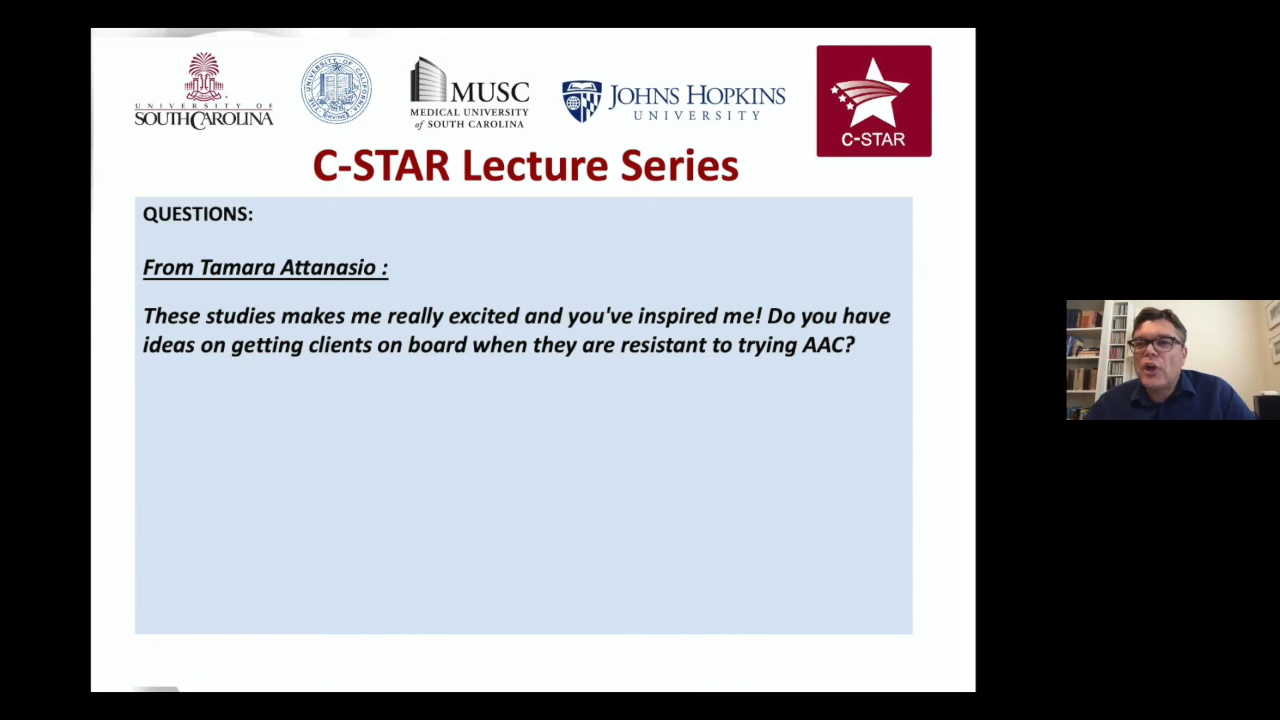 UNIVERSITY OF
SOUTH CAROLINA
MUSC
MEDICAL UNIVERSITY
of SOUTH CAROLINA
JOHNS HOPKINS
UNIVERSITY
C-STAR
C-STAR Lecture Series
QUESTIONS:
From Tamara Attanasio :
These studies makes me really excited and you've inspired me! Do you have
ideas on getting clients on board when they are resistant to trying AAC?